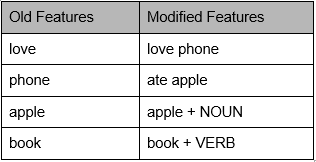 Old Features Modified Features
love love phone
phone ate apple
apple apple + NOUN
book book + VERB